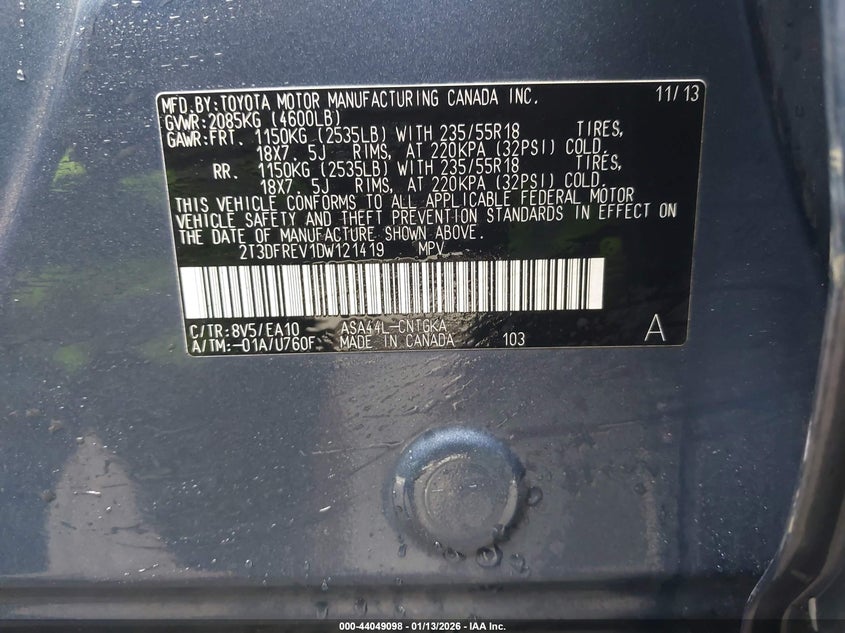 MFD.BY:TOYOTA MOTOR MANUFACTURING CANADA INC. 11/13
GVWR:2085KG (4600LB)
GAWR:FRT. 1150KG (2535LB) WITH 235/55R18 TIRES,
18X7.5J RIMS, AT 220KPA (32PSI) COLD.
RR. 1150KG (2535LB) WITH 235/55R18 TIRES,
18X7.5J RIMS, AT 220KPA (32PSI) COLD.
THIS VEHICLE CONFORMS TO ALL APPLICABLE FEDERAL MOTOR
VEHICLE SAFETY AND THEFT PREVENTION STANDARDS IN EFFECT ON
THE DATE OF MANUFACTURE SHOWN ABOVE.
2T3DFREV1DW121419 MPV
C/TR:8V5/EA10 ASA44L-CNTGKA
A/TM:-01A/U760F MADE IN CANADA 103 A
000-44049098 - 01/13/2026 - IAA Inc.